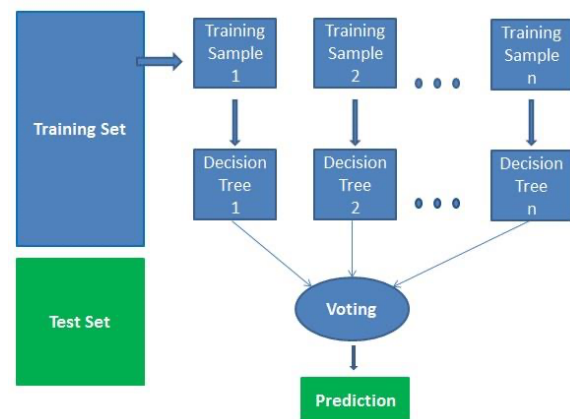 Training Set
Training
Sample
1
Training
Sample
2
Training
Sample
n
Decision
Tree
1
Decision
Tree
2
Decision
Tree
n
Test Set
Voting
Prediction